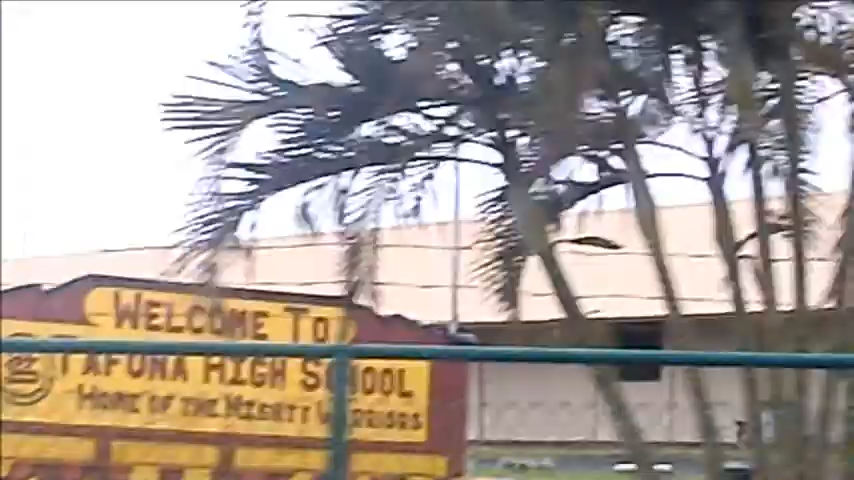 WELCOME TO
TAFUNA HIGH SCHOOL
HOME OF THE MIGHTY WARRIORS